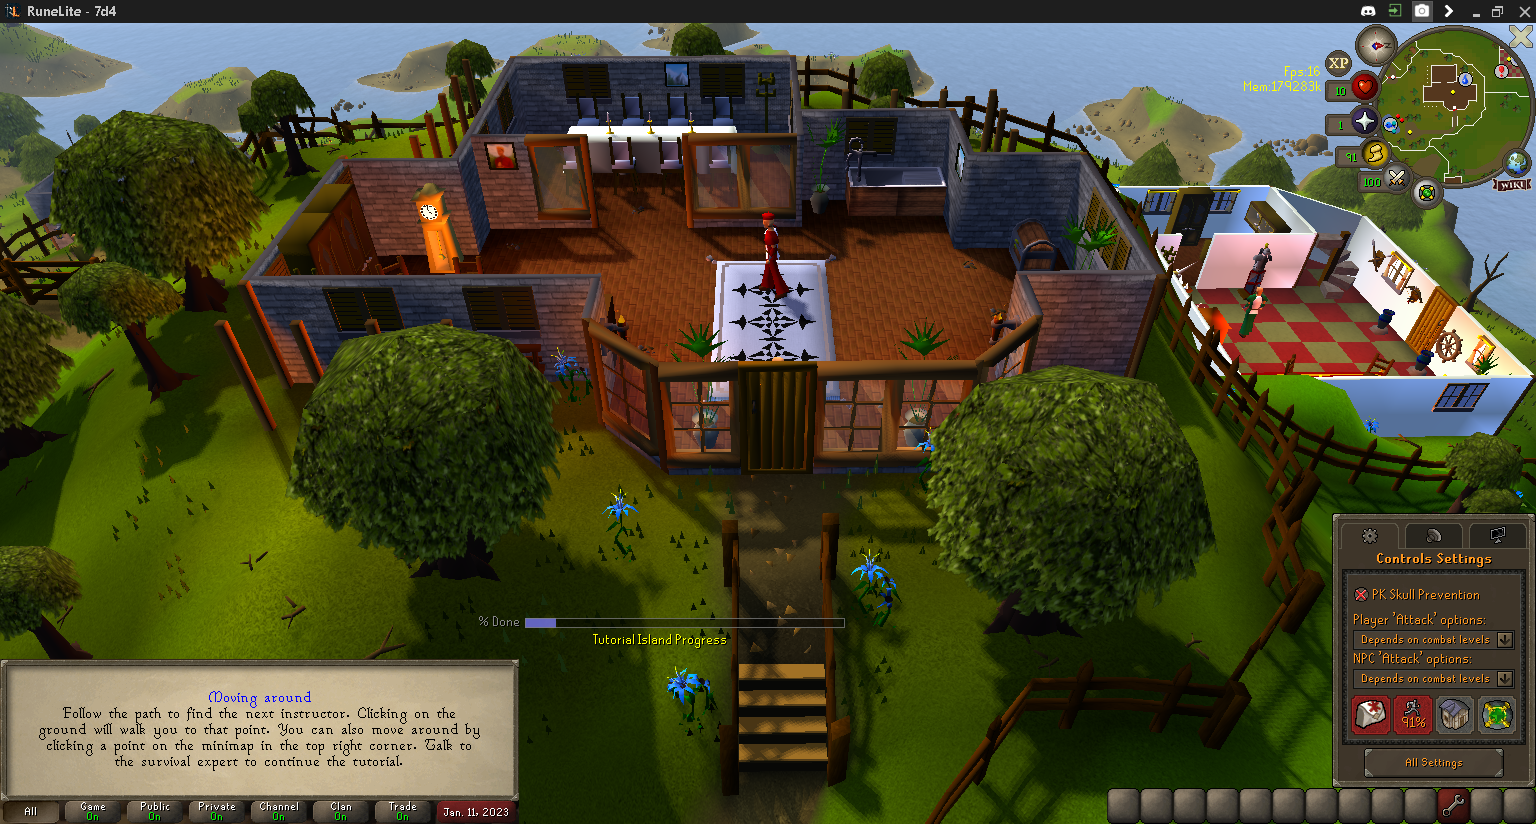 RuneLite - 7d4
Fps:16
Mem:179283k
XP
10
1
91
100
WIKI
% Done
Tutorial Island Progress
Moving around
Follow the path to find the next instructor. Clicking on the
ground will walk you to that point. You can also move around by
clicking a point on the minimap in the top right corner. Talk to
the survival expert to continue the tutorial.
Controls Settings
PK Skull Prevention
Player 'Attack' options:
Depends on combat levels
NPC 'Attack' options:
Depends on combat levels
91%
All Settings
All
Game
On
Public
On
Private
On
Channel
On
Clan
On
Trade
On
Jan. 11, 2023